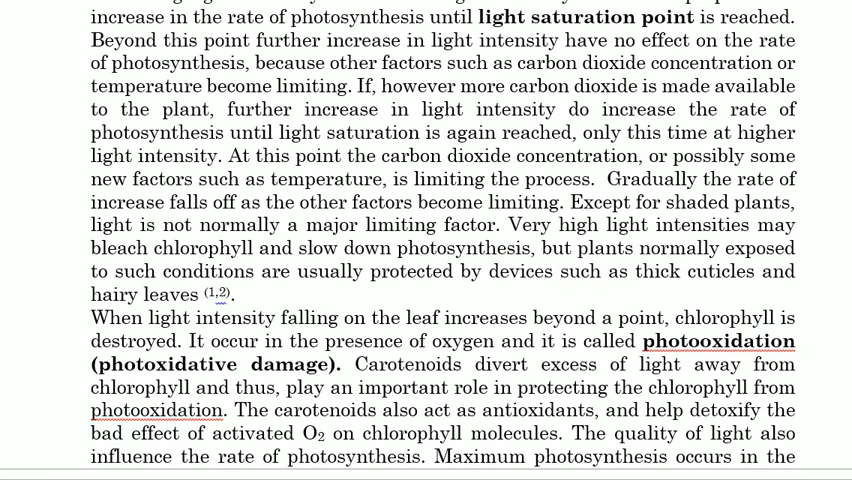 increase in the rate of photosynthesis until light saturation point is reached.
Beyond this point further increase in light intensity have no effect on the rate
of photosynthesis, because other factors such as carbon dioxide concentration or
temperature become limiting. If, however more carbon dioxide is made available
to the plant, further increase in light intensity do increase the rate of
photosynthesis until light saturation is again reached, only this time at higher
light intensity. At this point the carbon dioxide concentration, or possibly some
new factors such as temperature, is limiting the process.  Gradually the rate of
increase falls off as the other factors become limiting. Except for shaded plants,
light is not normally a major limiting factor. Very high light intensities may
bleach chlorophyll and slow down photosynthesis, but plants normally exposed
to such conditions are usually protected by devices such as thick cuticles and
hairy leaves (1,2).
When light intensity falling on the leaf increases beyond a point, chlorophyll is
destroyed. It occur in the presence of oxygen and it is called photooxidation
(photoxidative damage). Carotenoids divert excess of light away from
chlorophyll and thus, play an important role in protecting the chlorophyll from
photooxidation. The carotenoids also act as antioxidants, and help detoxify the
bad effect of activated O₂ on chlorophyll molecules. The quality of light also
influence the rate of photosynthesis. Maximum photosynthesis occurs in the